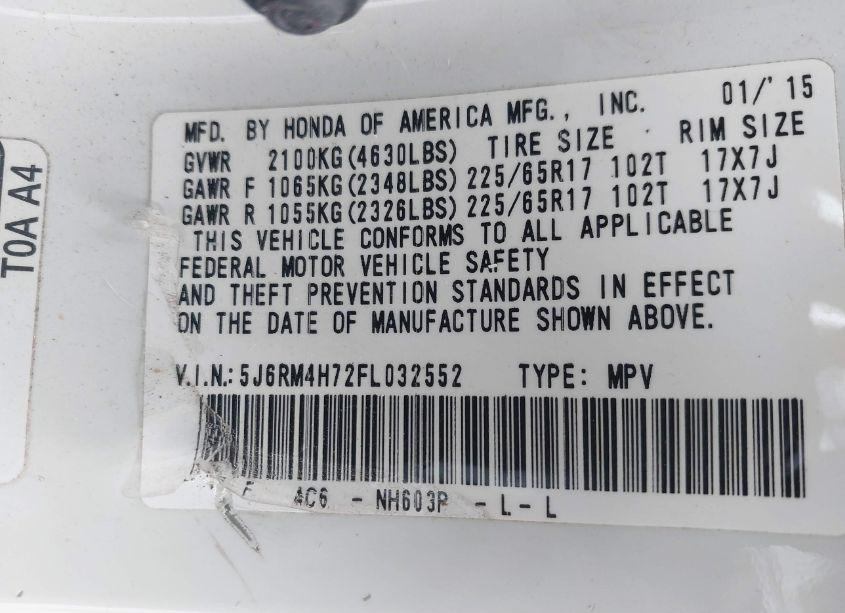 TOA A4
MFD. BY HONDA OF AMERICA MFG., INC. 01/'15
GVWR 2100KG(4630LBS) TIRE SIZE RIM SIZE
GAWR F 1065KG(2348LBS) 225/65R17 102T 17X7J
GAWR R 1055KG(2326LBS) 225/65R17 102T 17X7J
THIS VEHICLE CONFORMS TO ALL APPLICABLE
FEDERAL MOTOR VEHICLE SAFETY
AND THEFT PREVENTION STANDARDS IN EFFECT
ON THE DATE OF MANUFACTURE SHOWN ABOVE.
V.I.N.: 5J6RM4H72FL032552 TYPE: MPV
F 4C6 - NH603P - L - L